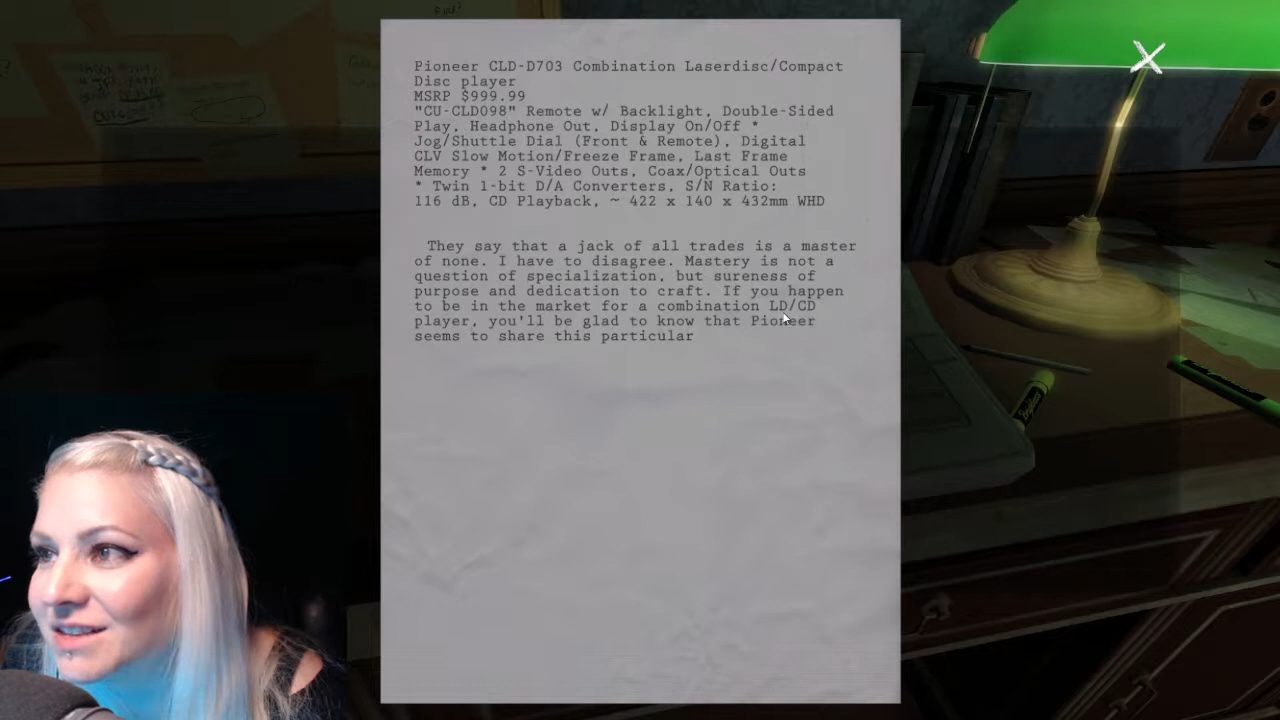 Pioneer CLD-D703 Combination Laserdisc/Compact
Disc player
MSRP $999.99
"CU-CLD098" Remote w/ Backlight, Double-Sided
Play, Headphone Out, Display On/Off *
Jog/Shuttle Dial (Front & Remote), Digital
CLV Slow Motion/Freeze Frame, Last Frame
Memory * 2 S-Video Outs, Coax/Optical Outs
* Twin 1-bit D/A Converters, S/N Ratio:
116 dB, CD Playback, ~ 422 x 140 x 432mm WHD
They say that a jack of all trades is a master
of none. I have to disagree. Mastery is not a
question of specialization, but sureness of
purpose and dedication to craft. If you happen
to be in the market for a combination LD/CD
player, you'll be glad to know that Pioneer
seems to share this particular